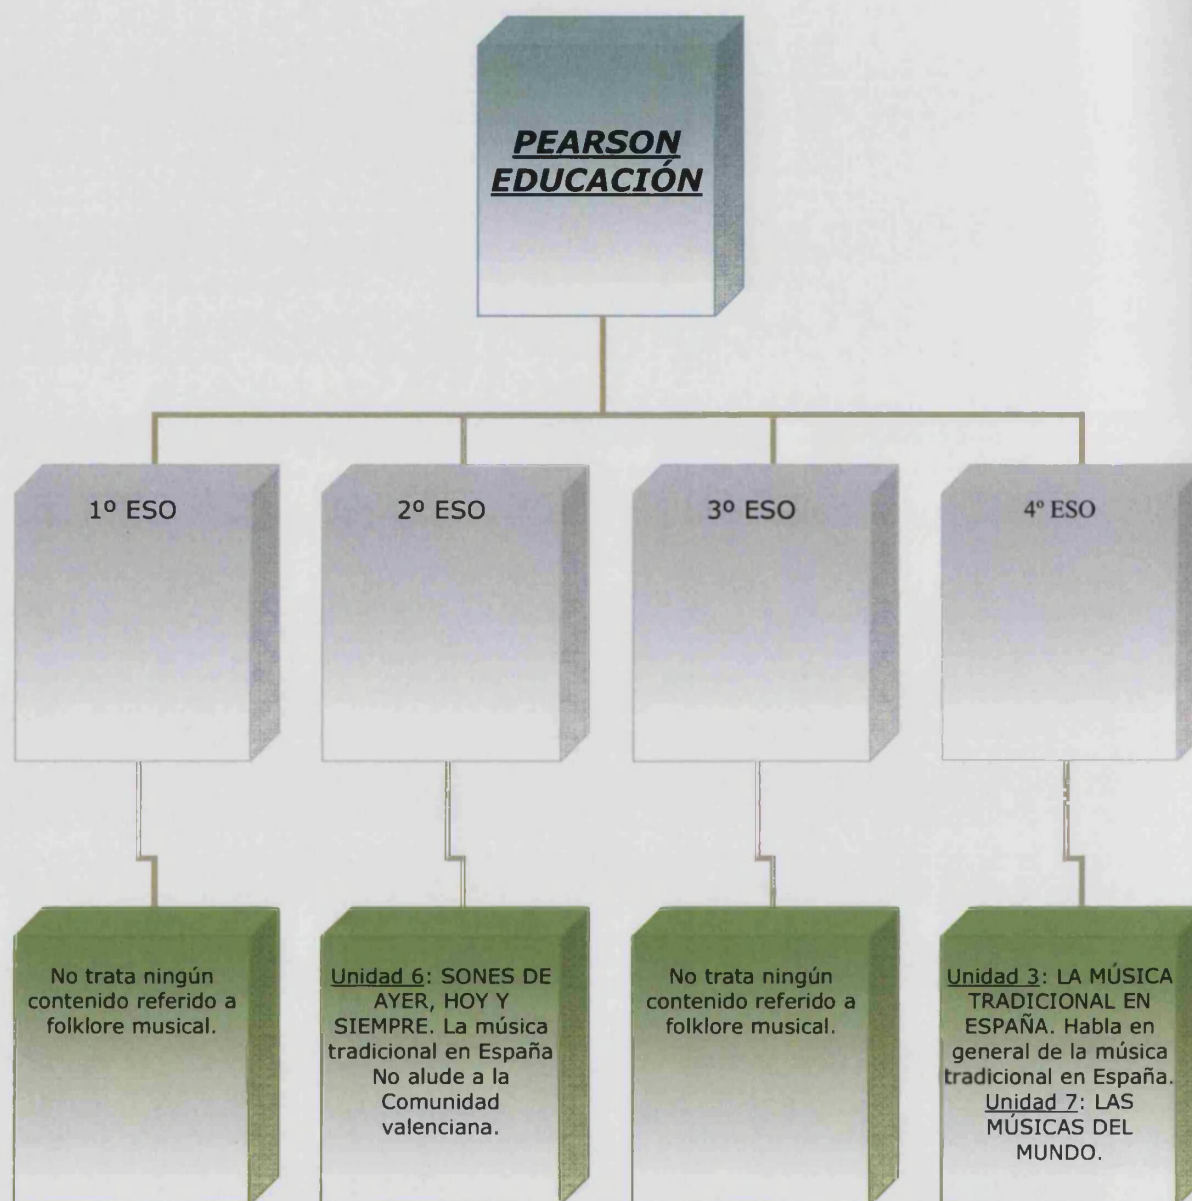 PEARSON
EDUCACIÓN
1º ESO
2º ESO
3º ESO
4º ESO
No trata ningún
contenido referido a
folklore musical.
Unidad 6: SONES DE
AYER, HOY Y
SIEMPRE. La música
tradicional en España
No alude a la
Comunidad
valenciana.
No trata ningún
contenido referido a
folklore musical.
Unidad 3: LA MÚSICA
TRADICIONAL EN
ESPAÑA. Habla en
general de la música
tradicional en España.
Unidad 7: LAS
MÚSICAS DEL
MUNDO.